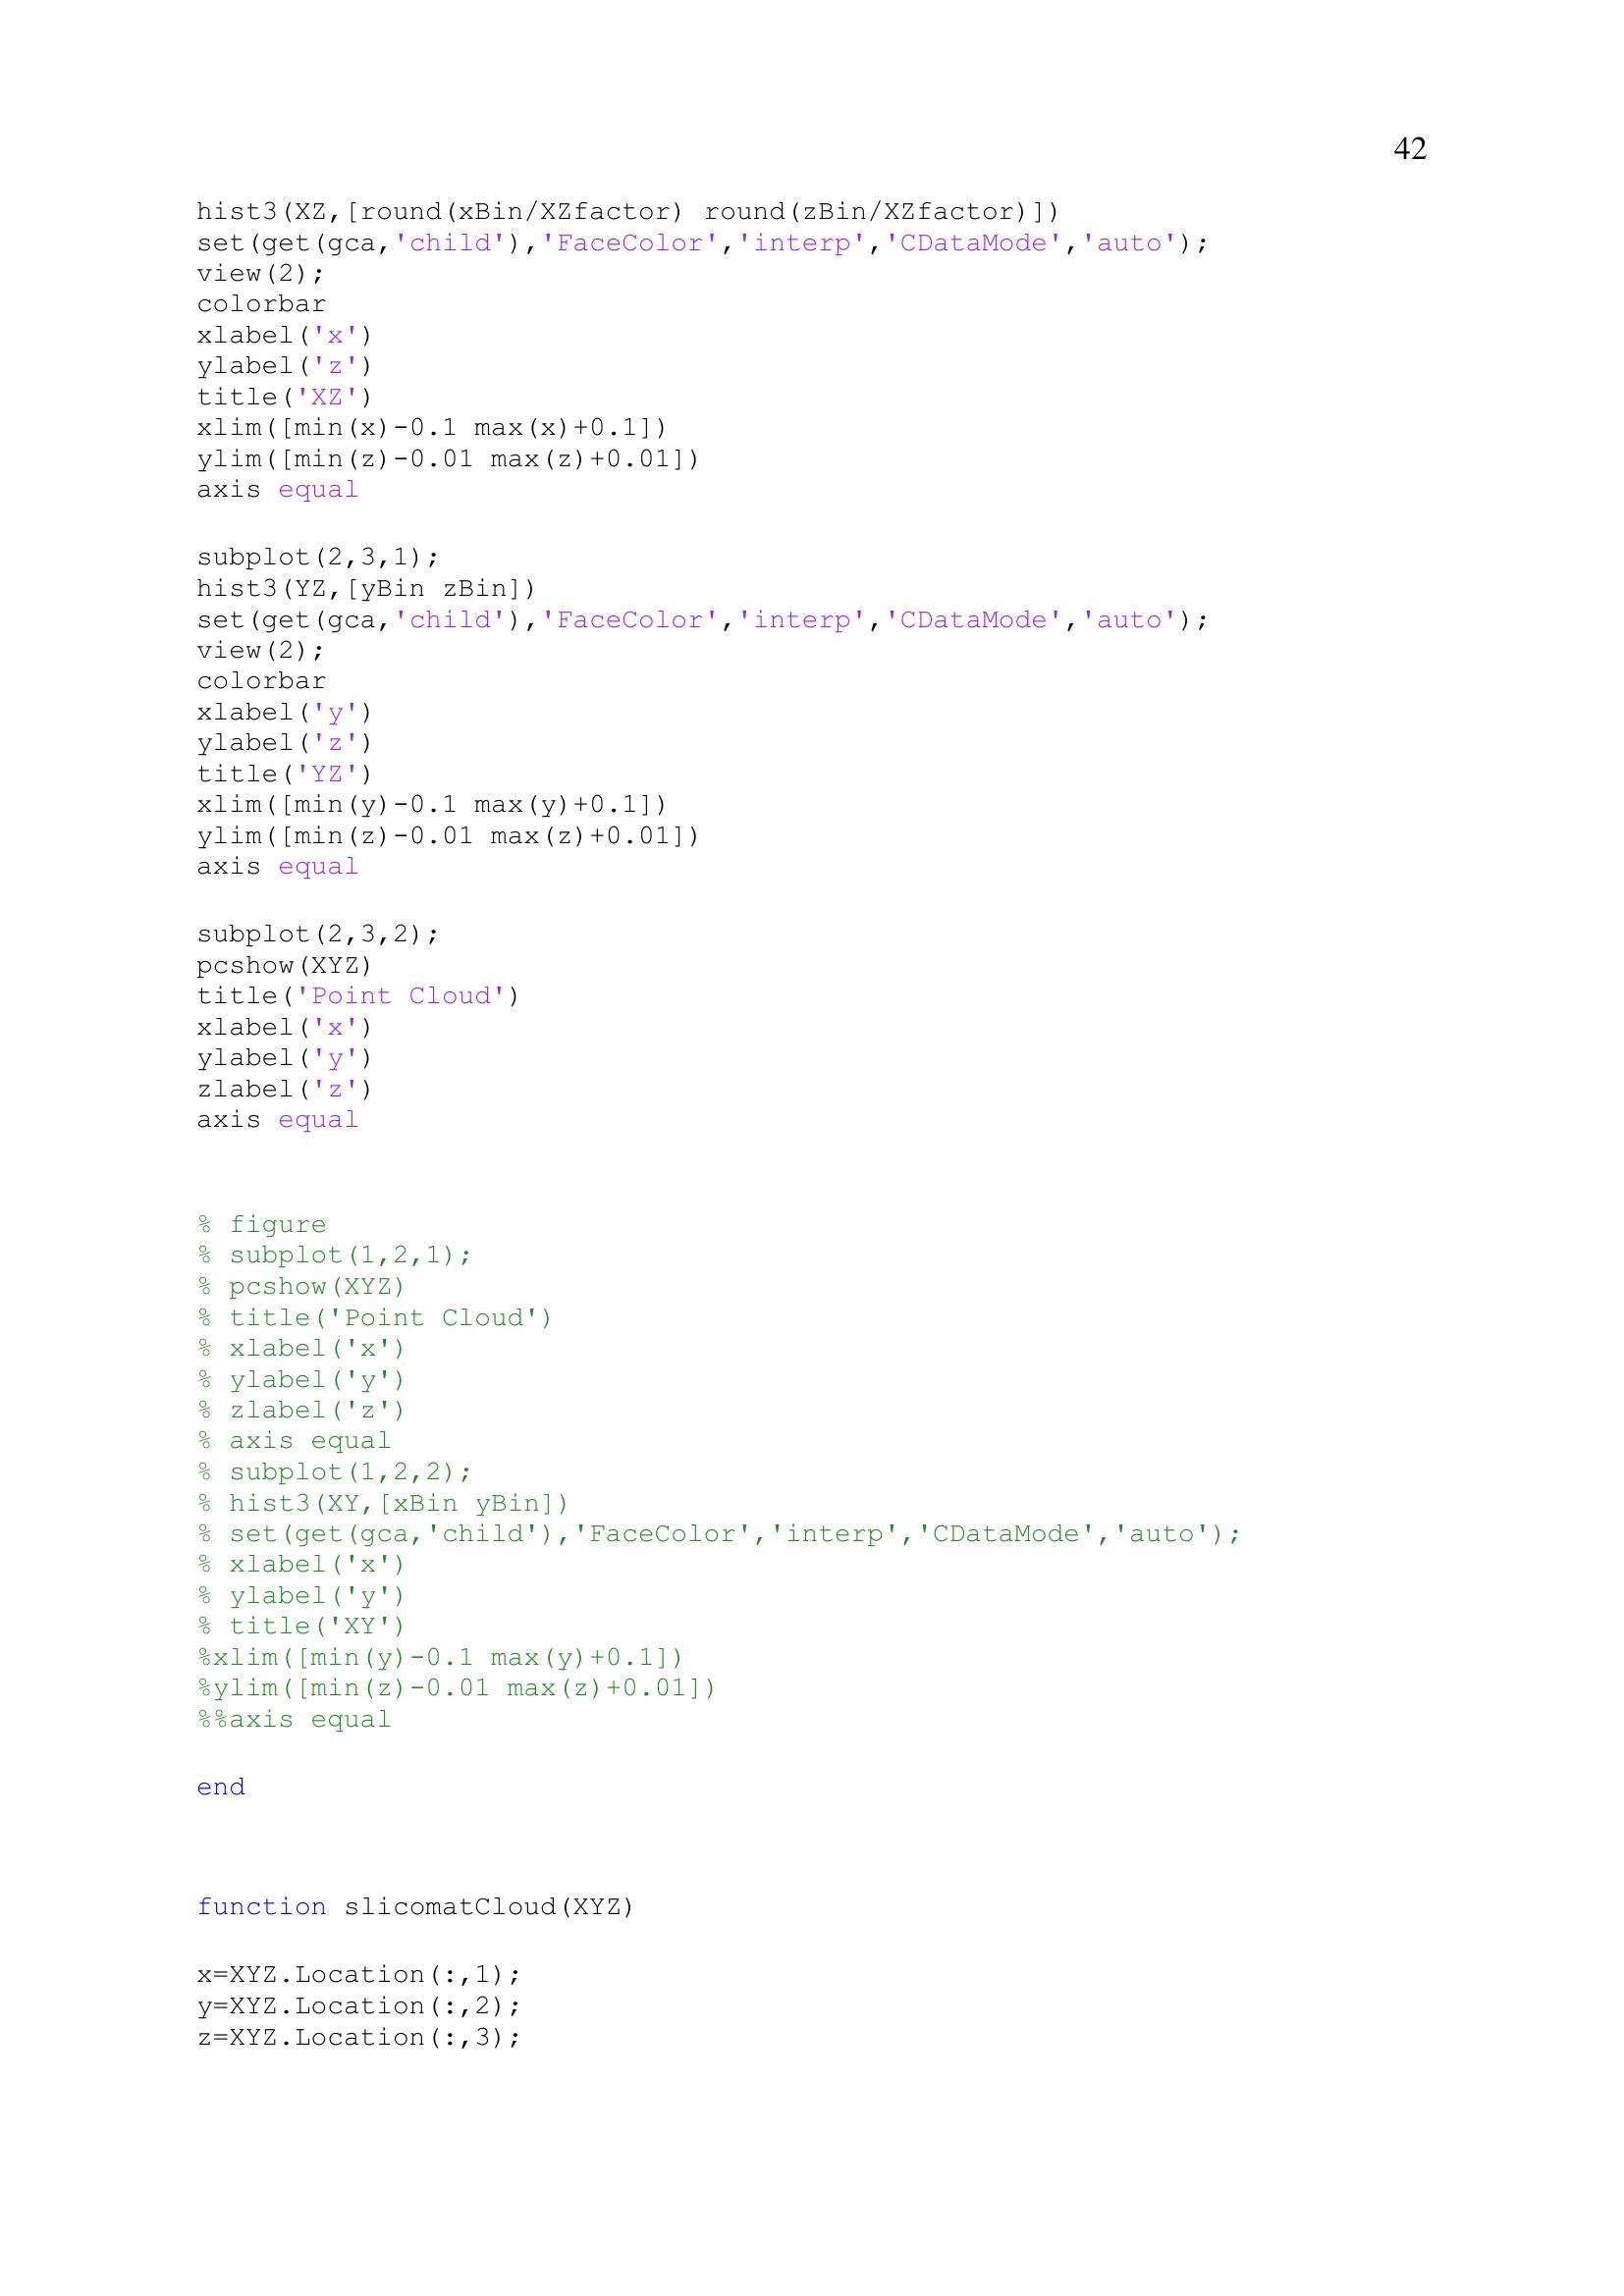 42
hist3(XZ,[round(xBin/XZfactor) round(zBin/XZfactor)])
set(get(gca,'child'),'FaceColor','interp','CDataMode','auto');
view(2);
colorbar
xlabel('x')
ylabel('z')
title('XZ')
xlim([min(x)-0.1 max(x)+0.1])
ylim([min(z)-0.01 max(z)+0.01])
axis equal
subplot(2,3,1);
hist3(YZ,[yBin zBin])
set(get(gca,'child'),'FaceColor','interp','CDataMode','auto');
view(2);
colorbar
xlabel('y')
ylabel('z')
title('YZ')
xlim([min(y)-0.1 max(y)+0.1])
ylim([min(z)-0.01 max(z)+0.01])
axis equal
subplot(2,3,2);
pcshow(XYZ)
title('Point Cloud')
xlabel('x')
ylabel('y')
zlabel('z')
axis equal
% figure
% subplot(1,2,1);
% pcshow(XYZ)
% title('Point Cloud')
% xlabel('x')
% ylabel('y')
% zlabel('z')
% axis equal
% subplot(1,2,2);
% hist3(XY,[xBin yBin])
% set(get(gca,'child'),'FaceColor','interp','CDataMode','auto');
% xlabel('x')
% ylabel('y')
% title('XY')
%xlim([min(y)-0.1 max(y)+0.1])
%ylim([min(z)-0.01 max(z)+0.01])
%%axis equal
end
function slicomatCloud(XYZ)
x=XYZ.Location(:,1);
y=XYZ.Location(:,2);
z=XYZ.Location(:,3);